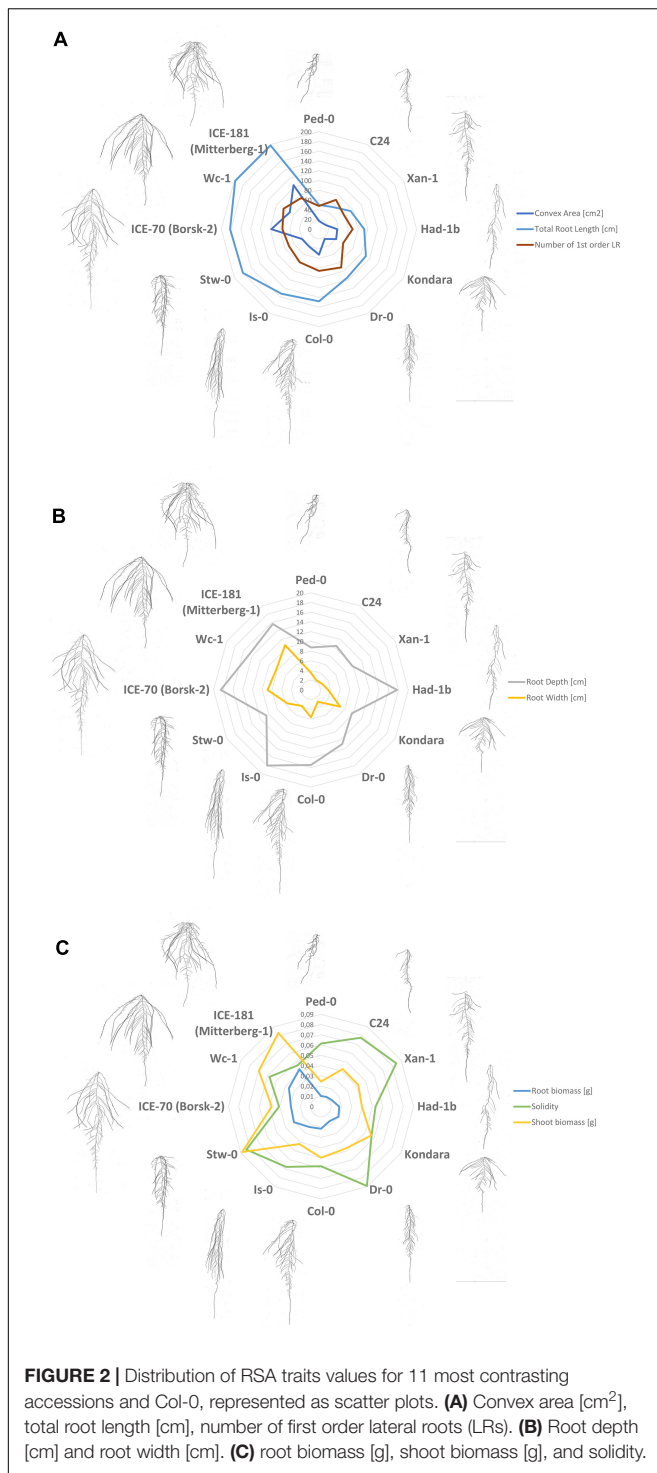 A
Ped-0
C24
Xan-1
Had-1b
Kondara
Dr-0
Col-0
Is-0
Stw-0
ICE-70 (Borsk-2)
Wc-1
ICE-181
(Mitterberg-1)
200
180
160
140
120
100
80
60
40
20
0
Convex Area [cm2]
Total Root Length [cm]
Number of 1st order LR
B
Ped-0
C24
Xan-1
Had-1b
Kondara
Dr-0
Col-0
Is-0
Stw-0
ICE-70 (Borsk-2)
Wc-1
ICE-181
(Mitterberg-1)
20
18
16
14
12
10
8
6
4
2
0
Root Depth [cm]
Root Width [cm]
C
Ped-0
C24
Xan-1
Had-1b
Kondara
Dr-0
Col-0
Is-0
Stw-0
ICE-70 (Borsk-2)
Wc-1
ICE-181
(Mitterberg-1)
0,09
0,08
0,07
0,06
0,05
0,04
0,03
0,02
0,01
0
Root biomass [g]
Solidity
Shoot biomass [g]
FIGURE 2 | Distribution of RSA traits values for 11 most contrasting
accessions and Col-0, represented as scatter plots. (A) Convex area [cm²],
total root length [cm], number of first order lateral roots (LRs). (B) Root depth
[cm] and root width [cm]. (C) root biomass [g], shoot biomass [g], and solidity.